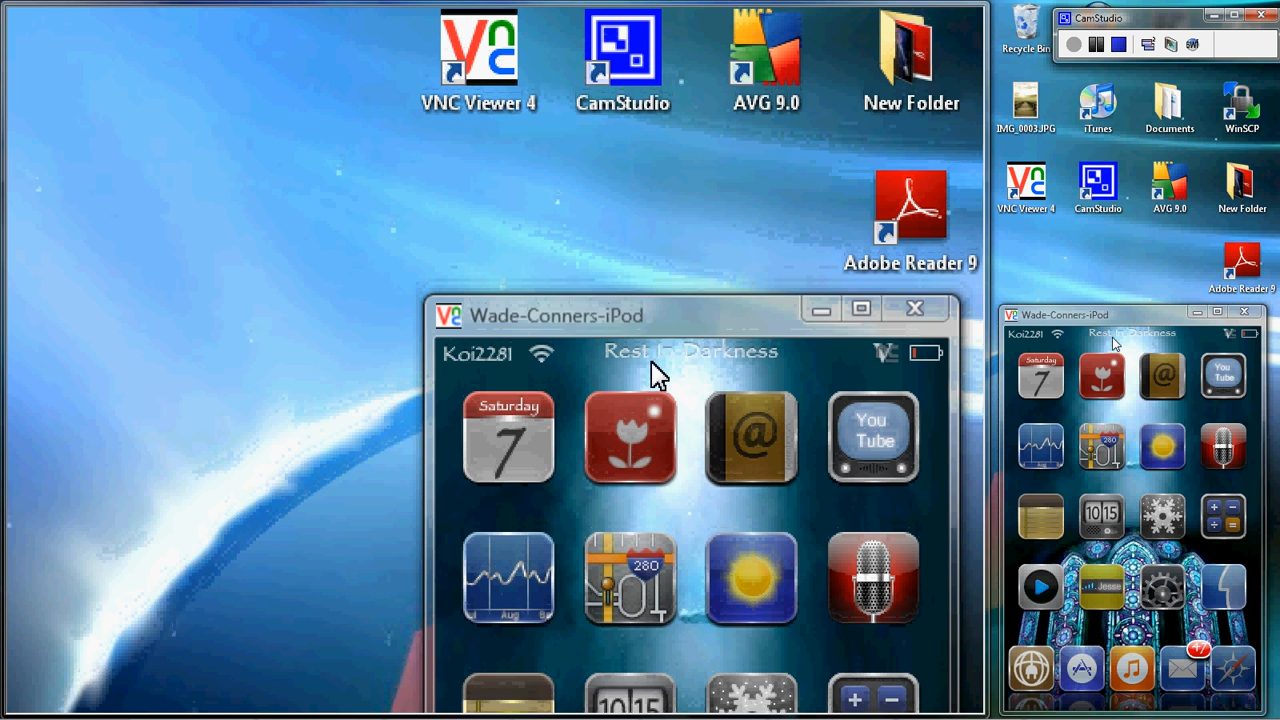 VNC Viewer 4
CamStudio
AVG 9.0
New Folder
Adobe Reader 9
Wade-Conners-iPod
Koi2281
Rest In Darkness
Saturday
7
@
You
Tube
280
Aug
10 15
Recycle Bin
CamStudio
IMG_0003.JPG
iTunes
Documents
WinSCP
VNC Viewer 4
CamStudio
AVG 9.0
New Folder
Adobe Reader 9
Wade-Conners-iPod
Koi2281
Rest In Darkness
Saturday
7
@
You
Tube
280
10 15
Jesse
47